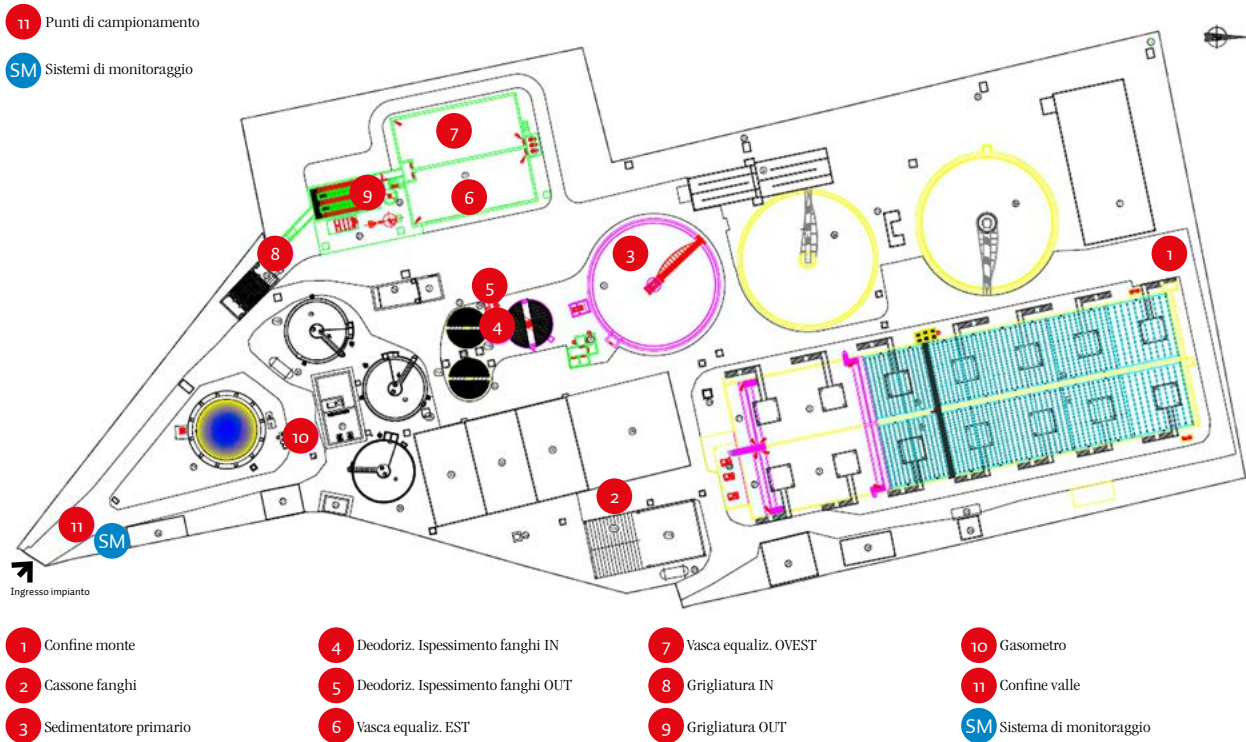 11 Punti di campionamento
SM Sistemi di monitoraggio
7
9
6
8
3
1
5
4
10
2
11
SM
Ingresso impianto
1 Confine monte
4 Deodoriz. Ispessimento fanghi IN
7 Vasca equaliz. OVEST
10 Gasometro
2 Cassone fanghi
5 Deodoriz. Ispessimento fanghi OUT
8 Grigliatura IN
11 Confine valle
3 Sedimentatore primario
6 Vasca equaliz. EST
9 Grigliatura OUT
SM Sistema di monitoraggio